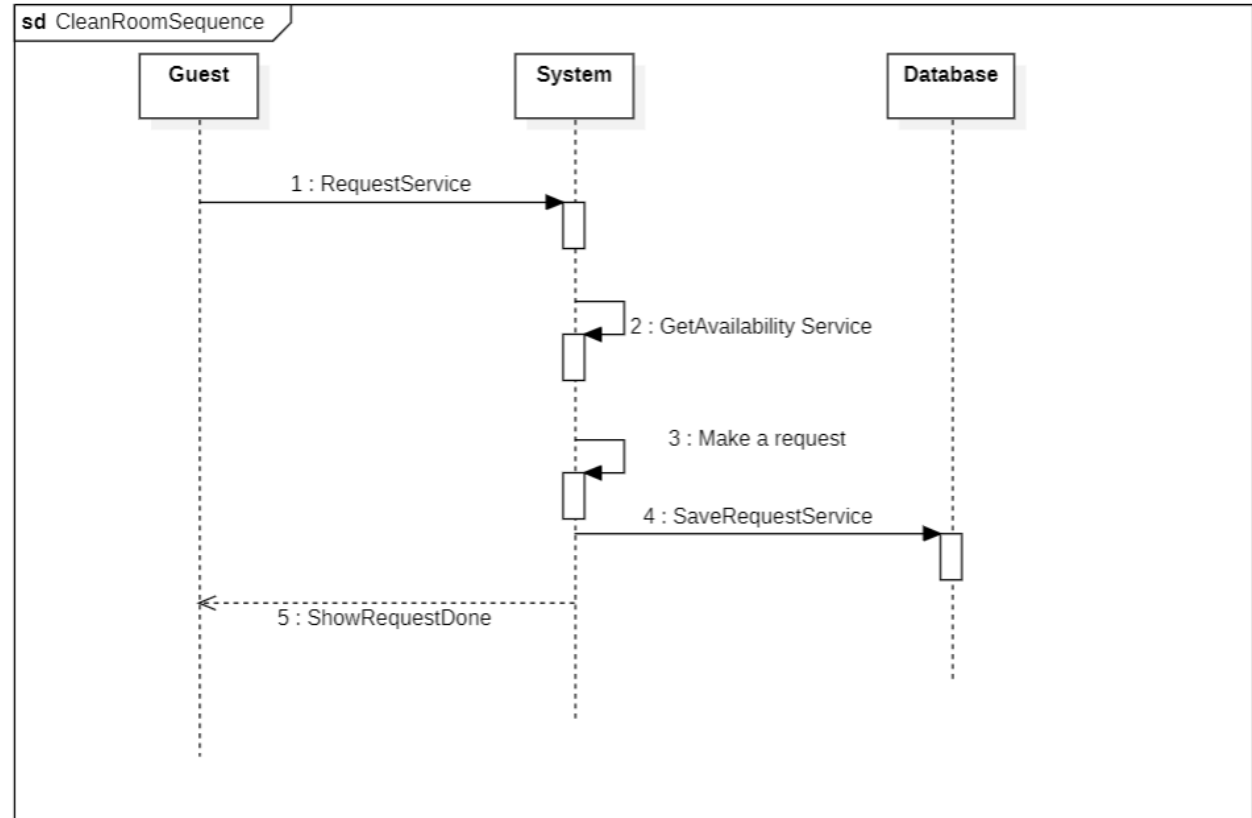 sd CleanRoomSequence
Guest
System
Database
1 : RequestService
2 : GetAvailability Service
3 : Make a request
4 : SaveRequestService
5 : ShowRequestDone